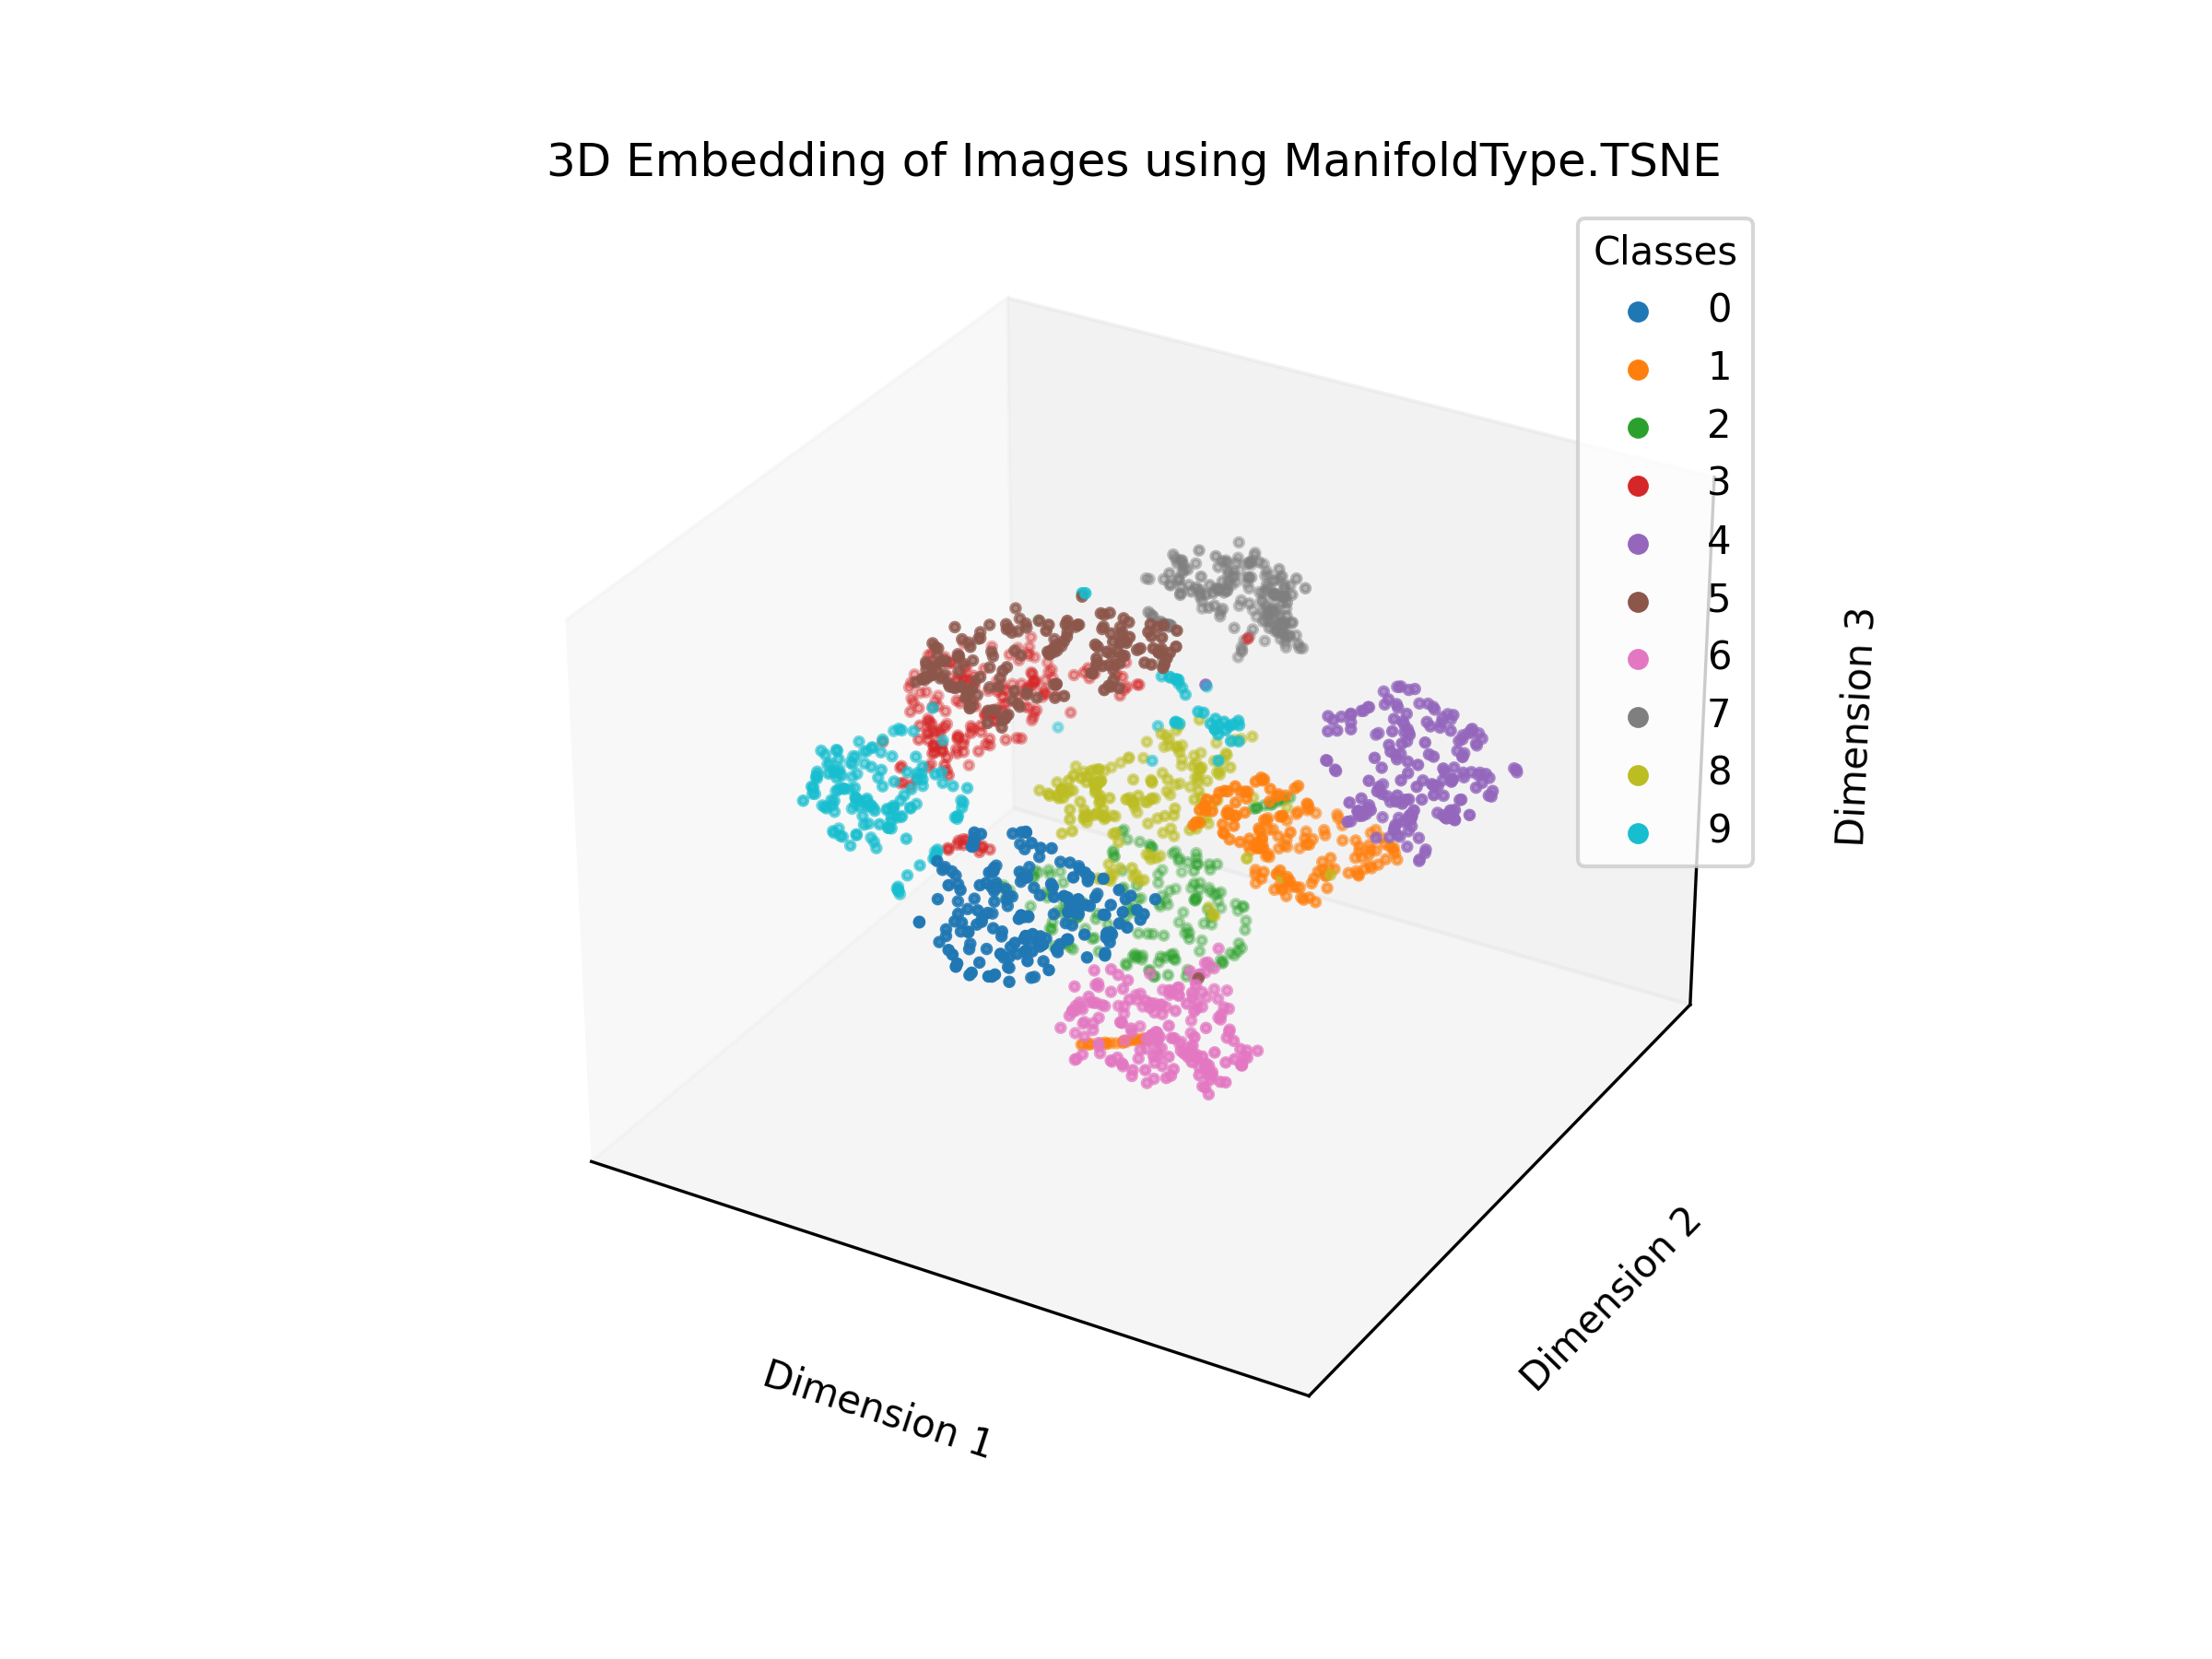 3D Embedding of Images using ManifoldType.TSNE
Classes
0
1
2
3
4
5
6
7
8
9
Dimension 3
Dimension 2
Dimension 1